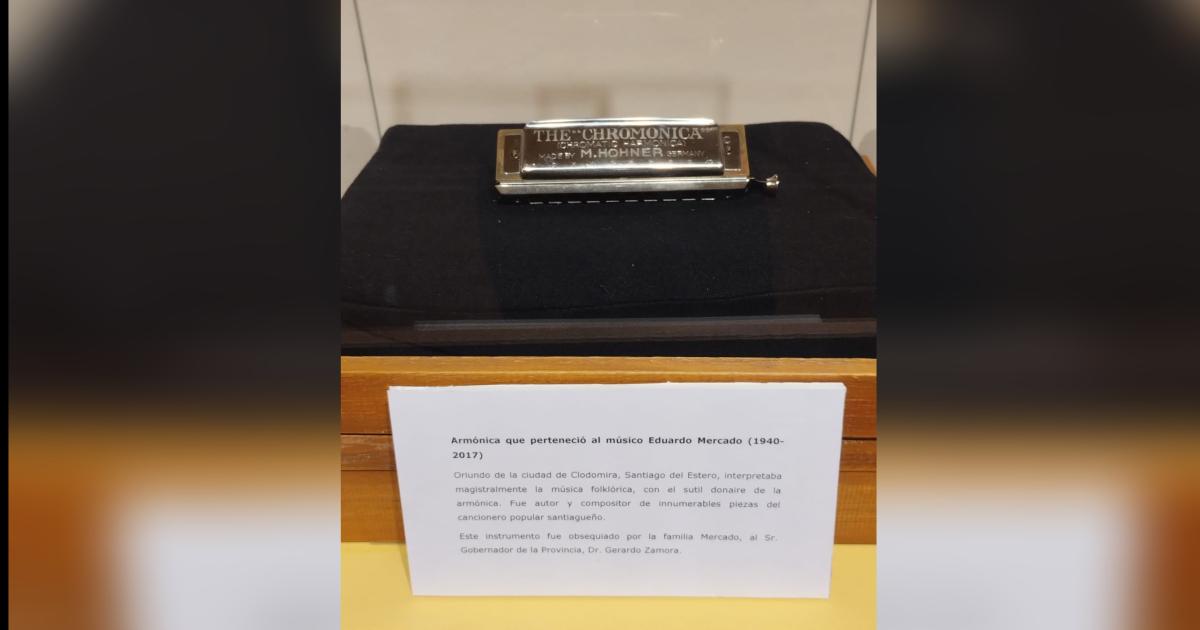 THE "CHROMONICA"
(CHROMATIC HARMONICA)
MADE BY M. HOHNER GERMANY
Armónica que perteneció al músico Eduardo Mercado (1940-
2017)
Oriundo de la ciudad de Clodomira, Santiago del Estero, interpretaba
magistralmente la música folklórica, con el sutil donaire de la
armónica. Fue autor y compositor de innumerables piezas del
cancionero popular santiagueño.
Este instrumento fue obsequiado por la familia Mercado, al Sr.
Gobernador de la Provincia, Dr. Gerardo Zamora.